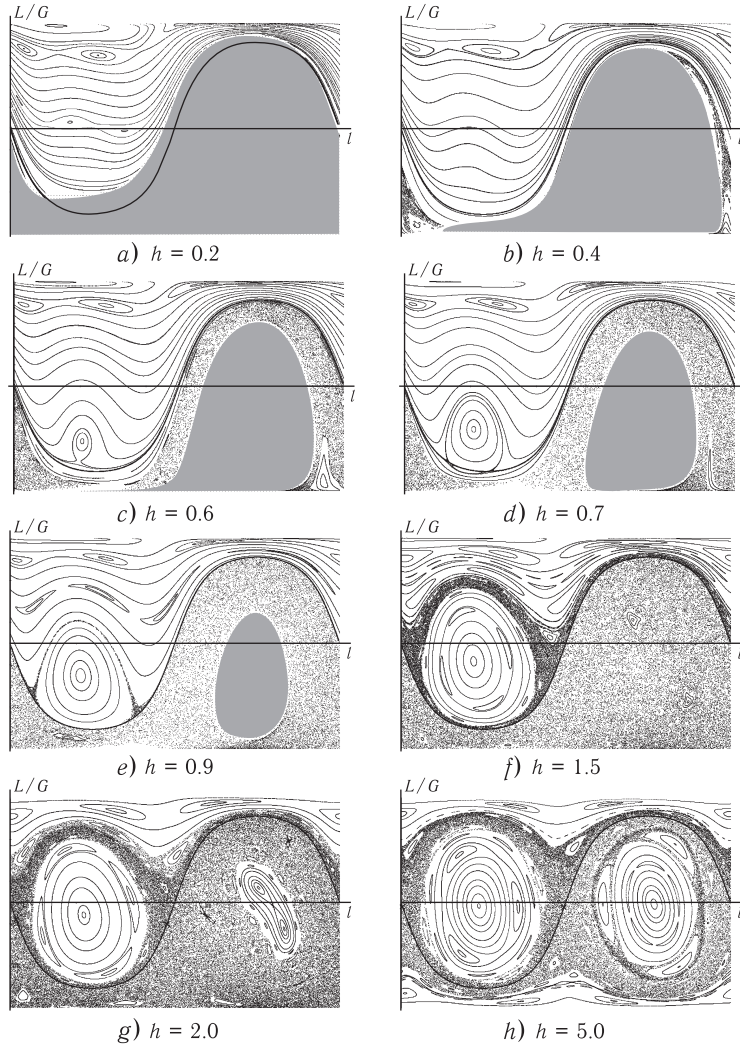 L/G
l
a) h = 0.2
L/G
l
b) h = 0.4
L/G
l
c) h = 0.6
L/G
l
d) h = 0.7
L/G
l
e) h = 0.9
L/G
l
f) h = 1.5
L/G
l
g) h = 2.0
L/G
l
h) h = 5.0